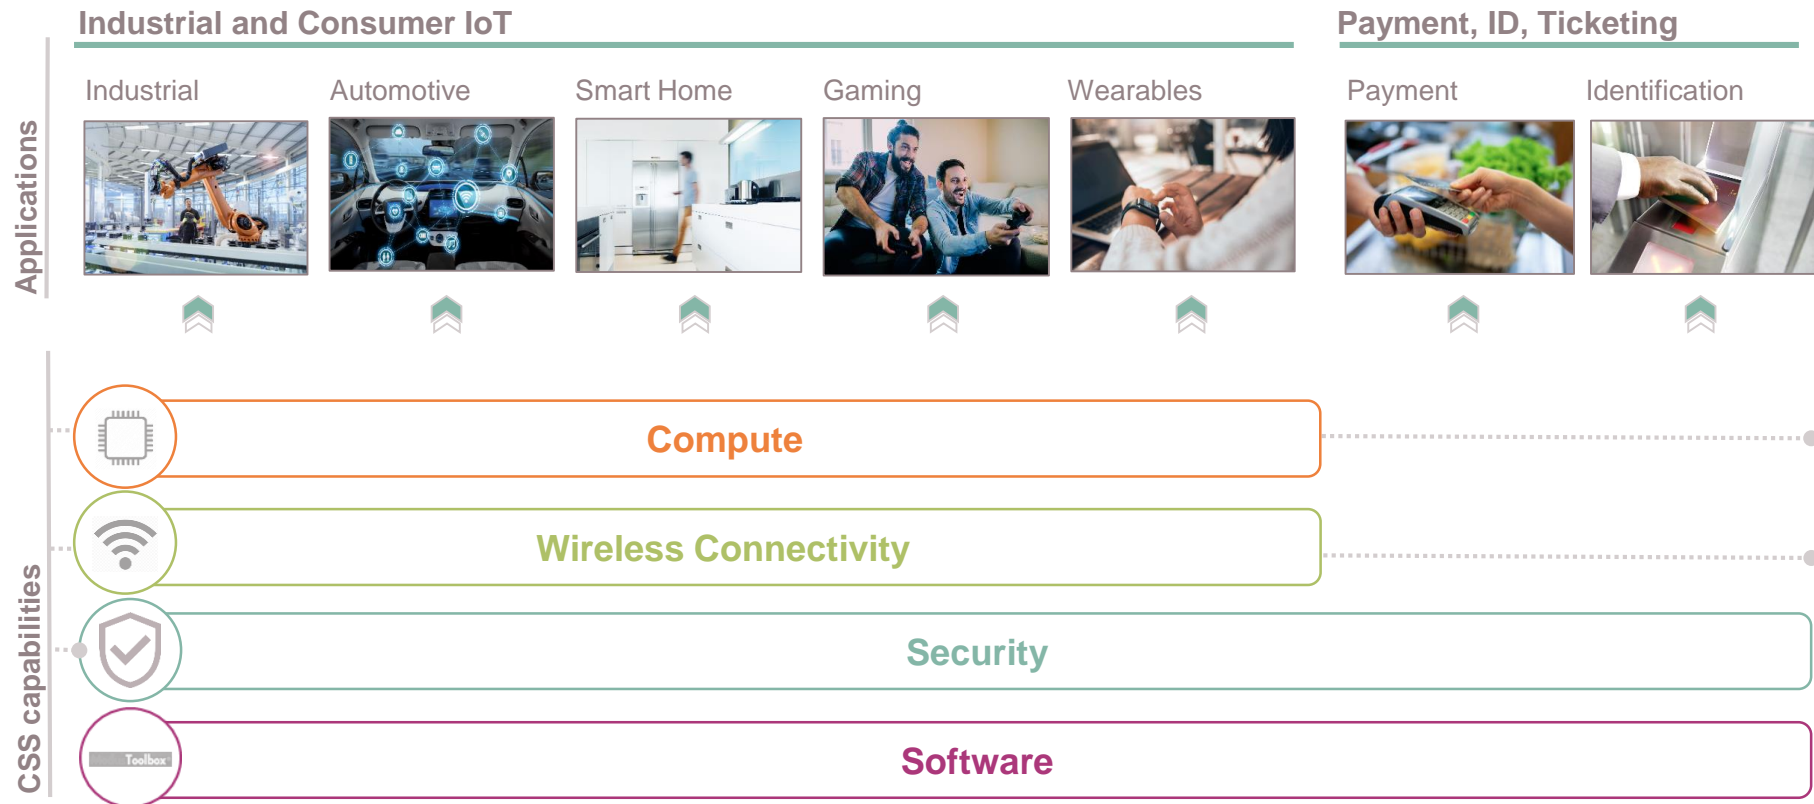 Industrial and Consumer IoT
Payment, ID, Ticketing
Applications
Industrial
Automotive
Smart Home
Gaming
Wearables
Payment
Identification
CSS capabilities
Compute
Wireless Connectivity
Security
Toolbox
Software